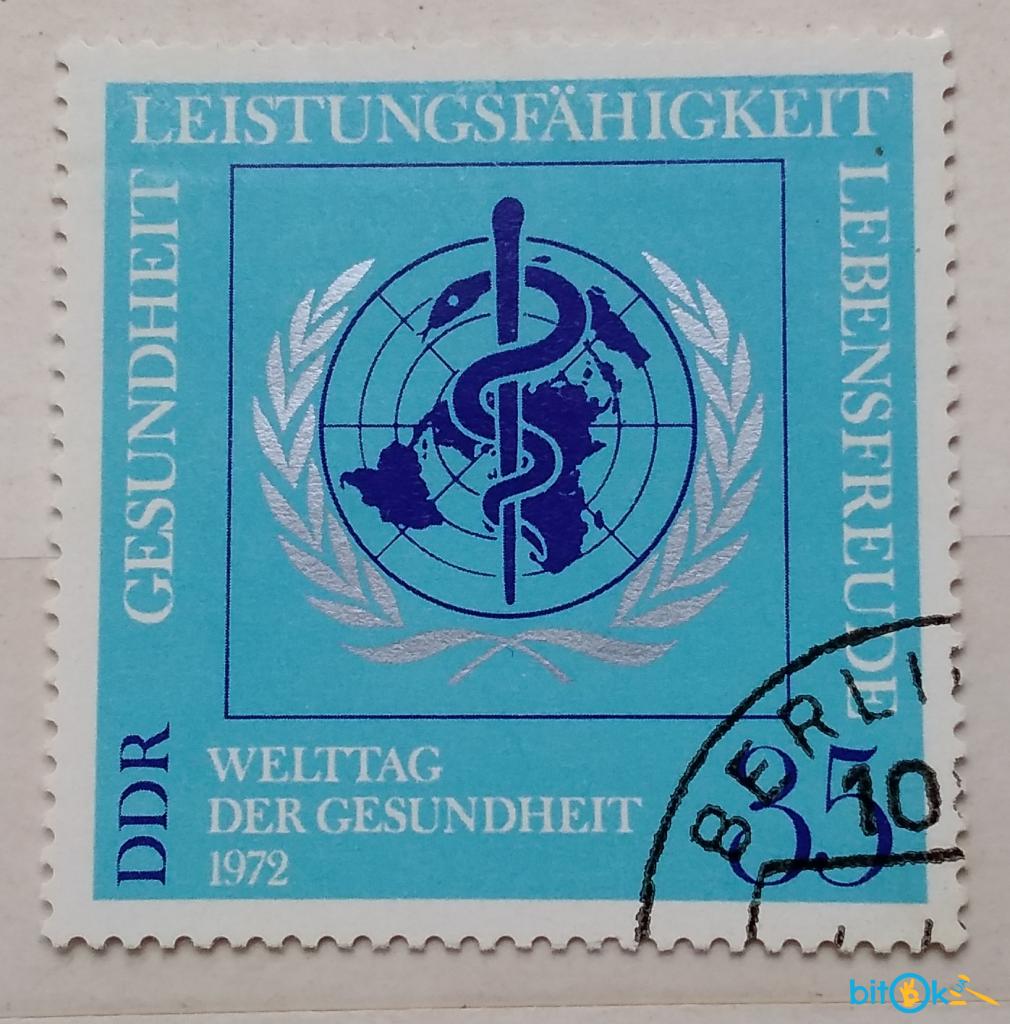 LEISTUNGSFÄHIGKEIT
GESUNDHEIT
LEBENSFREUDE
DDR
WELTTAG
DER GESUNDHEIT
1972
35
BERLI
10
bitok